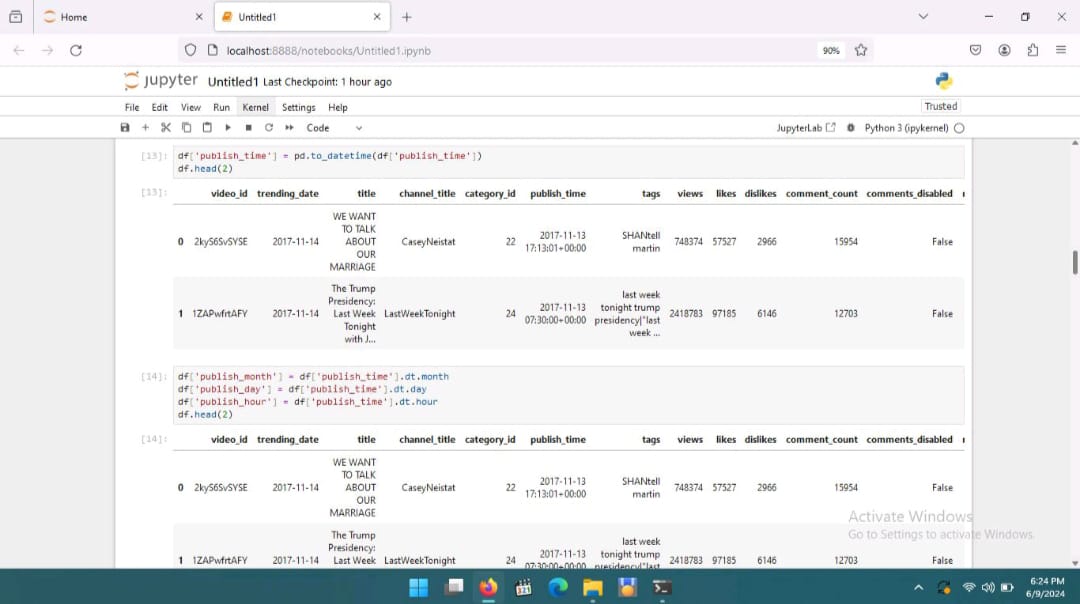 Home
Untitled1
localhost:8888/notebooks/Untitled1.ipynb
90%
jupyter Untitled1 Last Checkpoint: 1 hour ago
File Edit View Run Kernel Settings Help
Trusted
Code
JupyterLab
Python 3 (ipykernel)
[13]:
df['publish_time'] = pd.to_datetime(df['publish_time'])
df.head(2)
[13]:
video_id trending_date title channel_title category_id publish_time tags views likes dislikes comment_count comments_disabled
0 2kyS6SvSYSE 2017-11-14 WE WANT TO TALK ABOUT OUR MARRIAGE CaseyNeistat 22 2017-11-13 17:13:01+00:00 SHANtell martin 748374 57527 2966 15954 False
1 1ZAPwfrtAFY 2017-11-14 The Trump Presidency: Last Week Tonight with J... LastWeekTonight 24 2017-11-13 07:30:00+00:00 last week tonight trump presidency|"last week ... 2418783 97185 6146 12703 False
[14]:
df['publish_month'] = df['publish_time'].dt.month
df['publish_day'] = df['publish_time'].dt.day
df['publish_hour'] = df['publish_time'].dt.hour
df.head(2)
[14]:
video_id trending_date title channel_title category_id publish_time tags views likes dislikes comment_count comments_disabled
0 2kyS6SvSYSE 2017-11-14 WE WANT TO TALK ABOUT OUR MARRIAGE CaseyNeistat 22 2017-11-13 17:13:01+00:00 SHANtell martin 748374 57527 2966 15954 False
1 1ZAPwfrtAFY 2017-11-14 The Trump Presidency: Last Week LastWeekTonight 24 2017-11-13 07:30:00+00:00 last week tonight trump presidency|"last 2418783 97185 6146 12703 False
Activate Windows
Go to Settings to activate Windows.
321
6:24 PM
6/9/2024